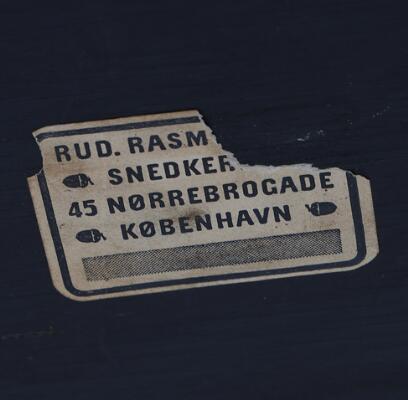 RUD. RASM
SNEDKER
45 NØRREBROGADE
KØBENHAVN